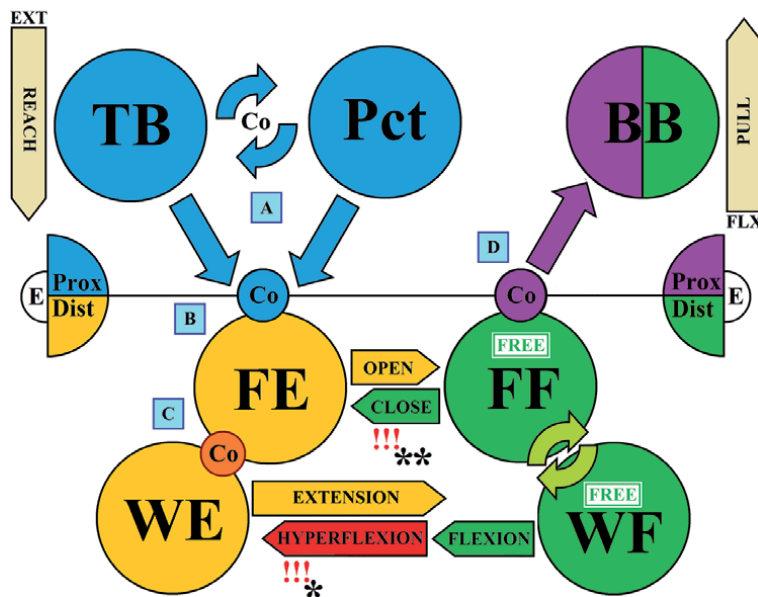 EXT
REACH
TB
Co
Pct
BB
PULL
FLX
A
D
E
Prox
Dist
Co
Co
Prox
Dist
E
B
FREE
FE
OPEN
FF
CLOSE
!!!
**
C
Co
WE
EXTENSION
FREE
WF
HYPERFLEXION
FLEXION
!!!
*